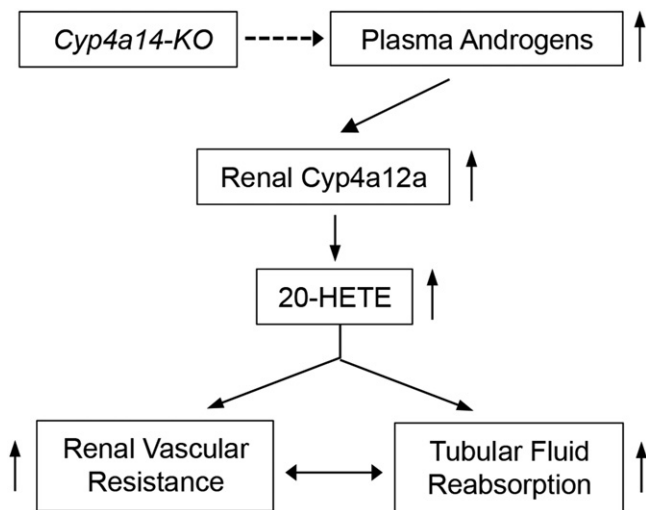 Cyp4a14-KO
Plasma Androgens
Renal Cyp4a12a
20-HETE
Renal Vascular
Resistance
Tubular Fluid
Reabsorption